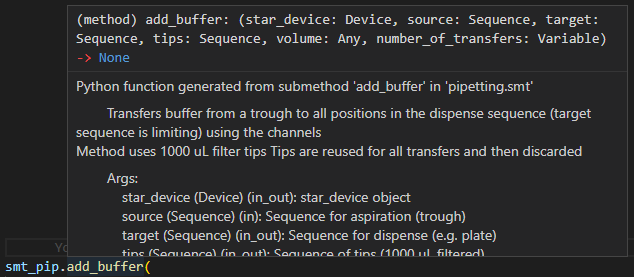 (method) add_buffer: (star_device: Device, source: Sequence, target:
Sequence, tips: Sequence, volume: Any, number_of_transfers: Variable)
-> None
Python function generated from submethod 'add_buffer' in 'pipetting.smt'
Transfers buffer from a trough to all positions in the dispense sequence (target
sequence is limiting) using the channels
Method uses 1000 uL filter tips Tips are reused for all transfers and then discarded
Args:
star_device (Device) (in_out): star_device object
source (Sequence) (in): Sequence for aspiration (trough)
target (Sequence) (in_out): Sequence for dispense (e.g. plate)
tips (Sequence) (in_out): Sequence of tips (1000 uL filtered)
smt_pip.add_buffer(